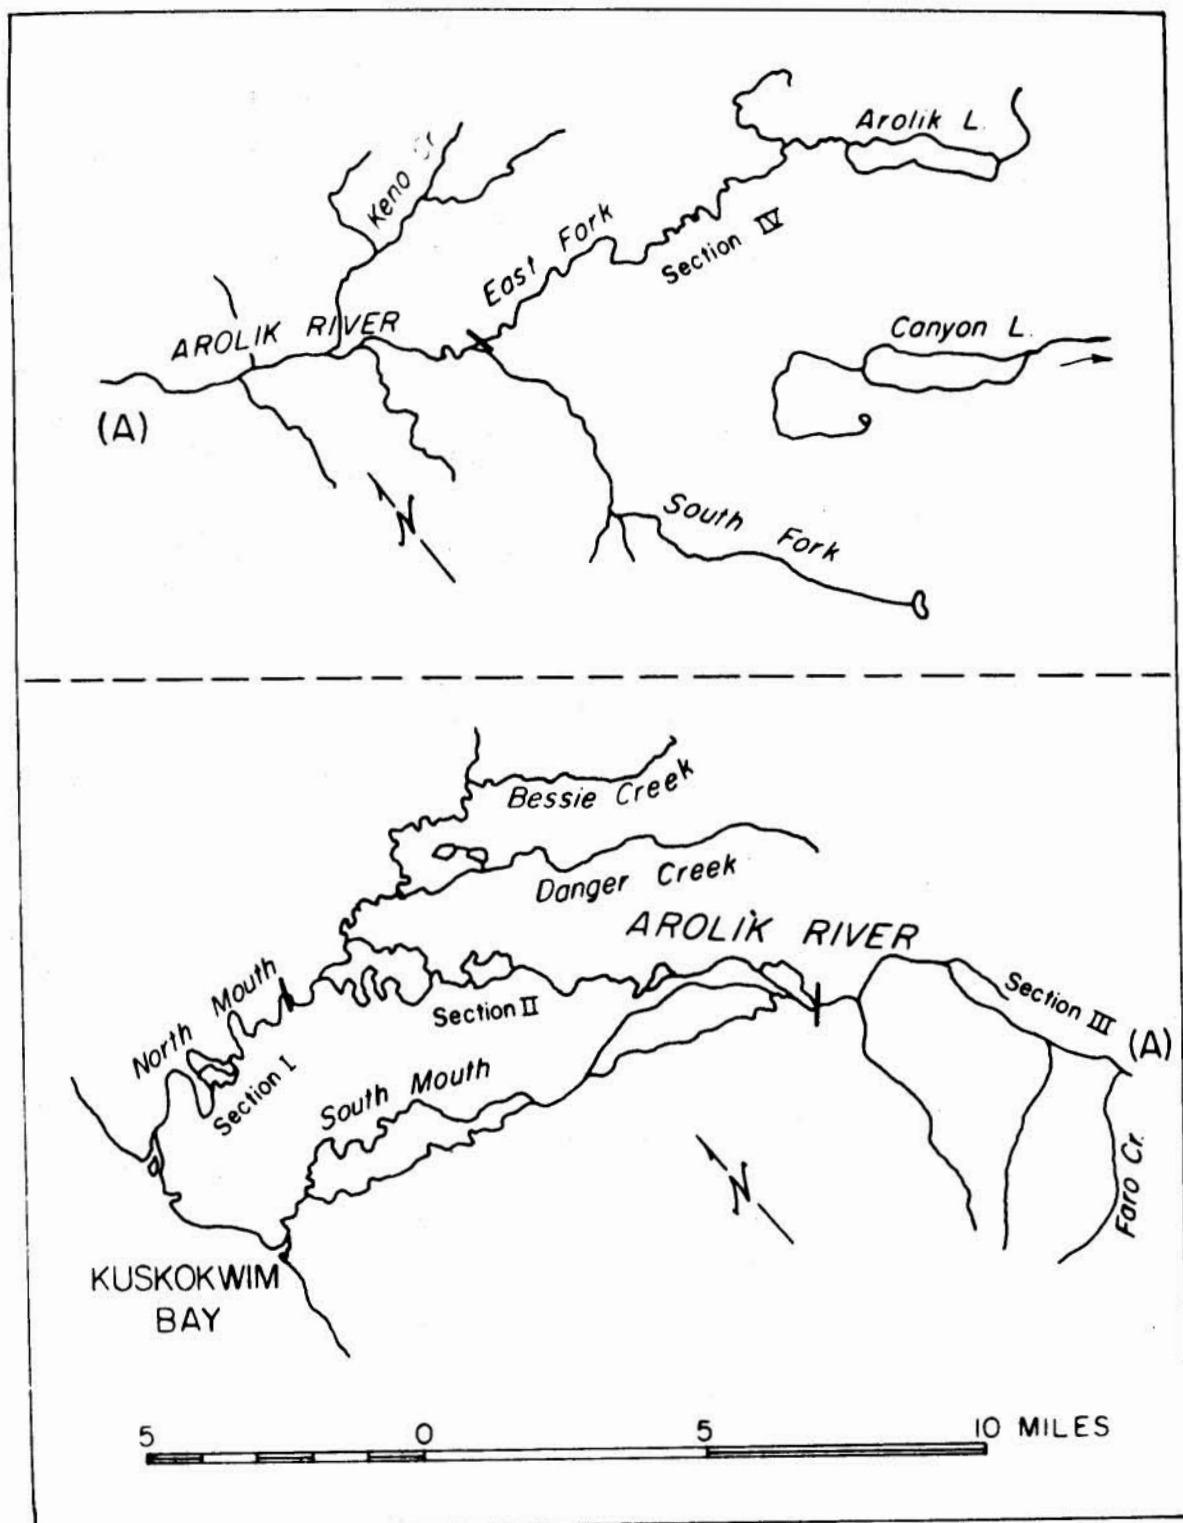 Arolik L.
Keno Cr
East Fork
Section IV
AROLIK RIVER
Canyon L.
(A)
N
South Fork
Bessie Creek
Danger Creek
AROLIK RIVER
North Mouth
Section II
Section III
(A)
Section I
South Mouth
N
Faro Cr.
KUSKOKWIM
BAY
5 0 5 10 MILES